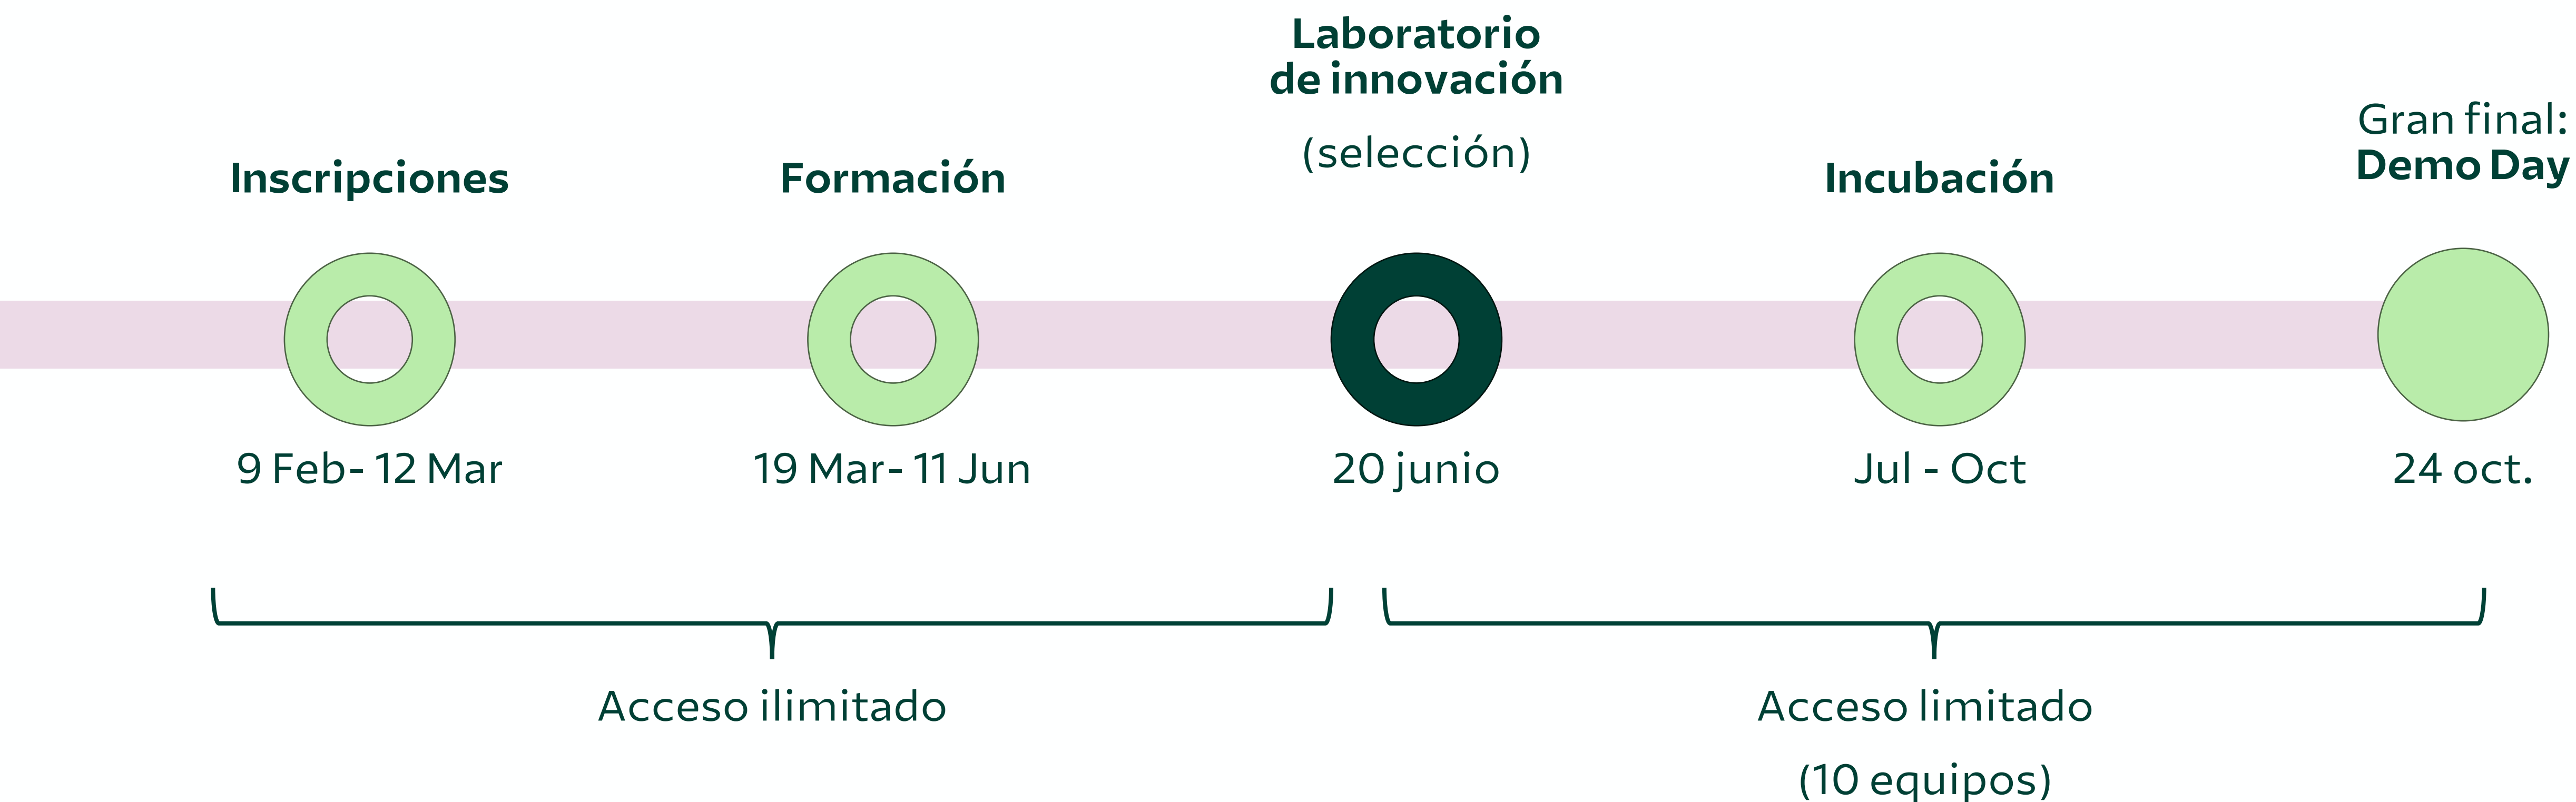 Inscripciones
9 Feb- 12 Mar
Formación
19 Mar- 11 Jun
Laboratorio
de innovación
(selección)
20 junio
Incubación
Jul - Oct
Gran final:
Demo Day
24 oct.
Acceso ilimitado
Acceso limitado
(10 equipos)